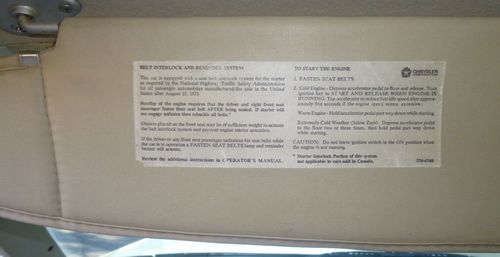 BELT INTERLOCK AND REMINDER SYSTEM
This car is equipped with a seat belt interlock system for the starter
as required by the National Highway Traffic Safety Administration
for all passenger automobiles manufactured for sale in the United
States after August 15, 1973.
Starting of the engine requires that the driver and right front seat
passenger fasten their seat belt AFTER being seated. If starter will
not engage isolation then rebuckle all belts.*
Objects placed on the front seat may be of sufficient weight to activate
the belt interlock system and prevent engine starter actuation.
If the driver or any front seat passenger unfastens his seat belts while
the car is in operation a FASTEN SEAT BELTS lamp and reminder
buzzer will activate.
Review the additional instructions in OPERATOR'S MANUAL.
TO START THE ENGINE
CHRYSLER
1. FASTEN SEAT BELTS
2. Cold Engine - Depress accelerator pedal to floor and release. Turn
ignition key to START AND RELEASE WHEN ENGINE IS
RUNNING. Tap accelerator to reduce fast idle speed after approx-
imately five seconds if the engine speed seems excessive.
Warm Engine - Hold accelerator pedal part way down while starting.
Extremely Cold Weather (Below Zero) - Depress accelerator pedal
to the floor two or three times, then hold pedal part way down
while starting.
CAUTION: Do not leave ignition switch in the ON position when
the engine is not running.
* Starter Interlock Portion of this system
not applicable in cars sold in Canada.